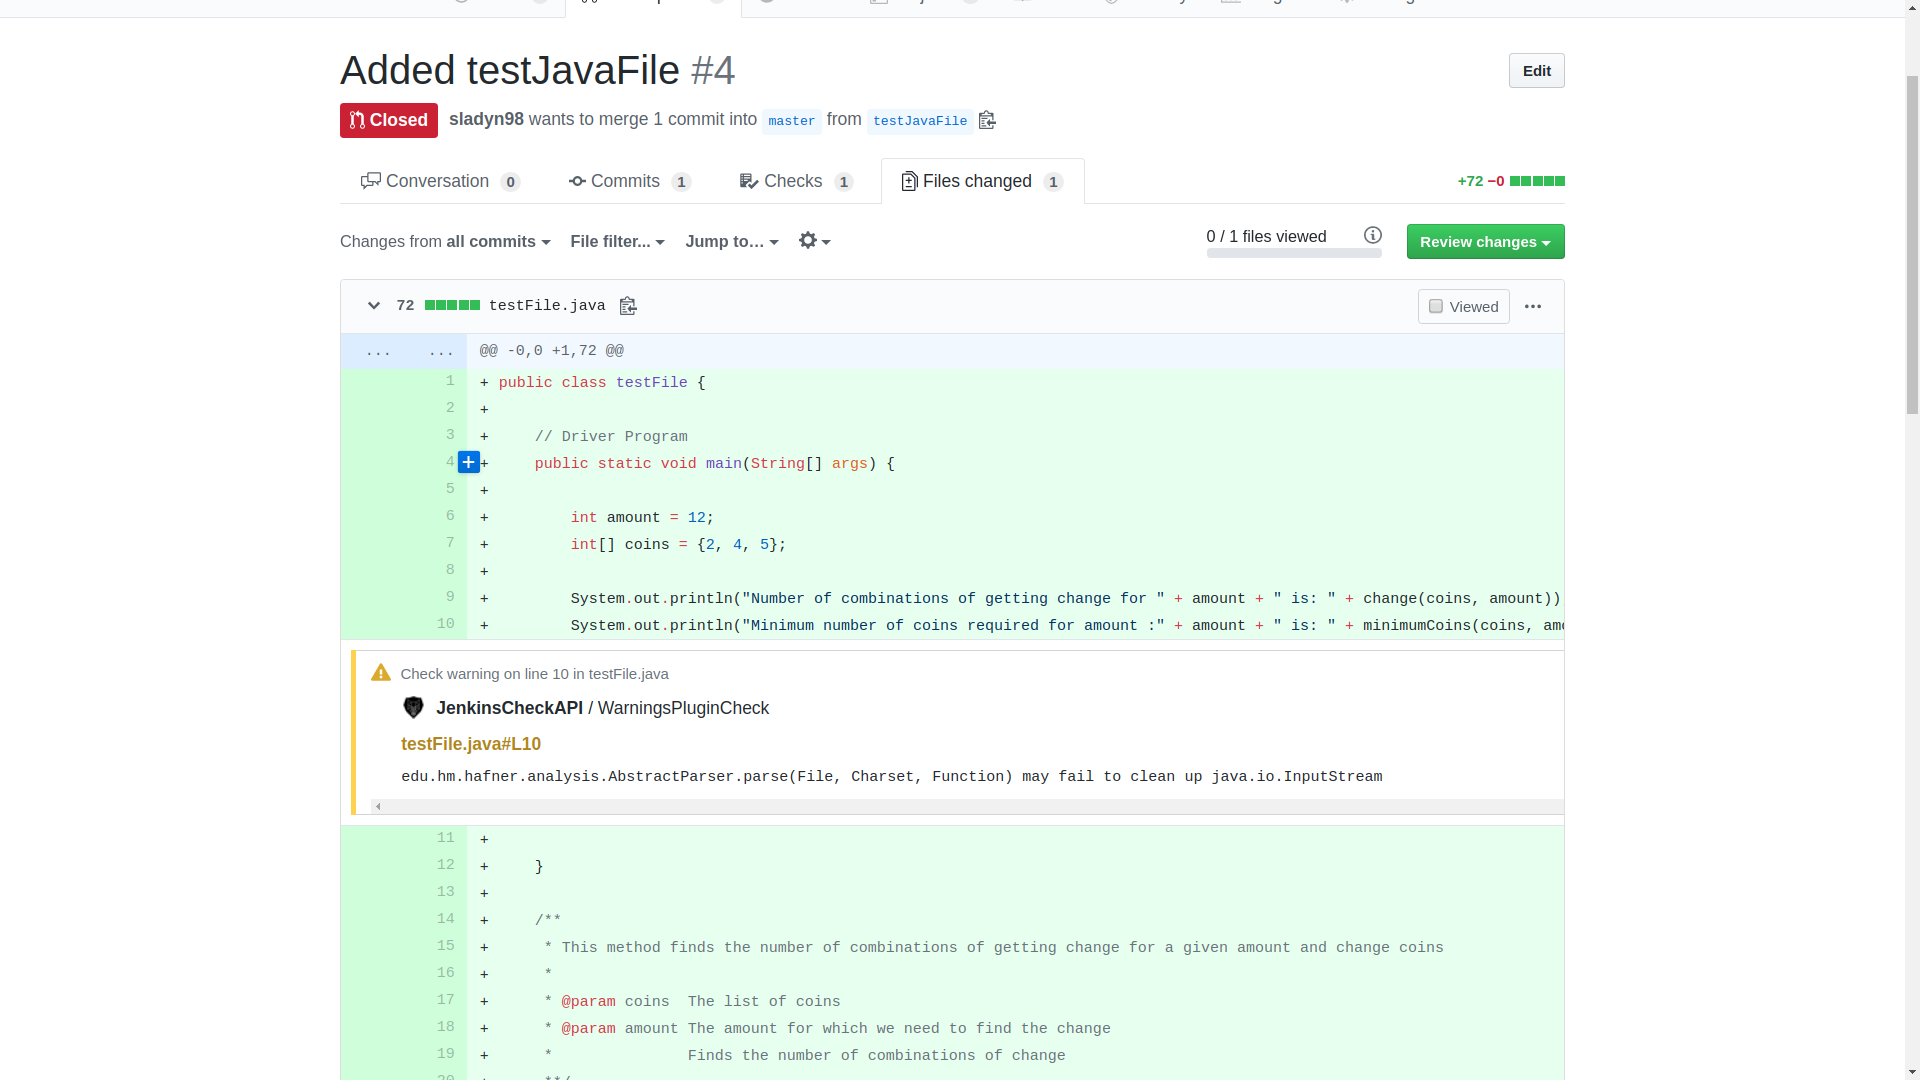 Added testJavaFile #4
Edit
Closed sladyn98 wants to merge 1 commit into master from testJavaFile
Conversation 0 Commits 1 Checks 1 Files changed 1 +72 −0
Changes from all commits File filter... Jump to… 0 / 1 files viewed Review changes
72 testFile.java Viewed ...
... ... @@ -0,0 +1,72 @@
1 + public class testFile {
2 +
3 + // Driver Program
4 + + public static void main(String[] args) {
5 +
6 + int amount = 12;
7 + int[] coins = {2, 4, 5};
8 +
9 + System.out.println("Number of combinations of getting change for " + amount + " is: " + change(coins, amount))
10 + System.out.println("Minimum number of coins required for amount :" + amount + " is: " + minimumCoins(coins,
Check warning on line 10 in testFile.java
JenkinsCheckAPI / WarningsPluginCheck
testFile.java#L10
edu.hm.hafner.analysis.AbstractParser.parse(File, Charset, Function) may fail to clean up java.io.InputStream
11 +
12 + }
13 +
14 + /**
15 + * This method finds the number of combinations of getting change for a given amount and change coins
16 + *
17 + * @param coins The list of coins
18 + * @param amount The amount for which we need to find the change
19 + * Finds the number of combinations of change